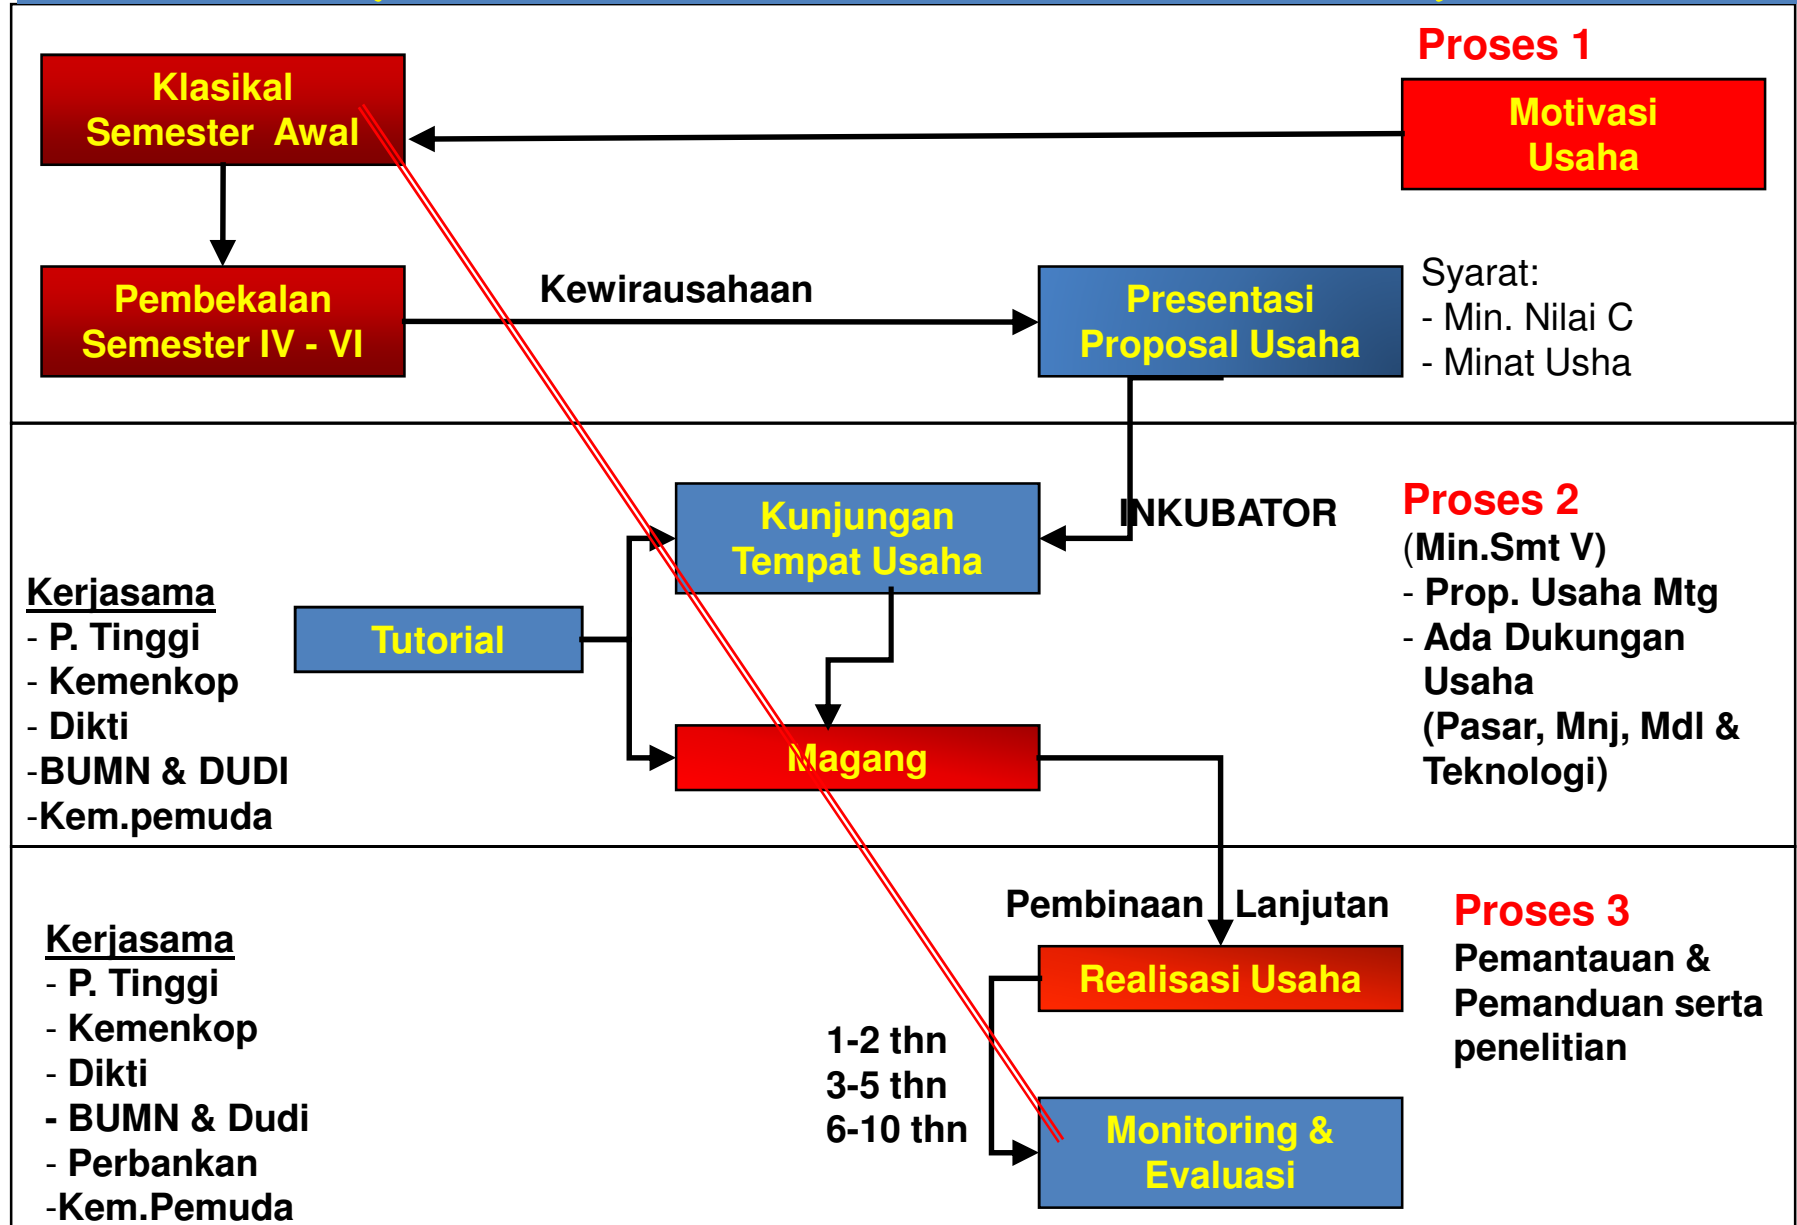 Proses 1
Klasikal
Semester Awal
Motivasi
Usaha
Pembekalan
Semester IV - VI
Kewirausahaan
Presentasi
Proposal Usaha
Syarat:
- Min. Nilai C
- Minat Usha
Kunjungan
Tempat Usaha
INKUBATOR
Proses 2
(Min.Smt V)
- Prop. Usaha Mtg
- Ada Dukungan
Usaha
(Pasar, Mnj, Mdl &
Teknologi)
Kerjasama
- P. Tinggi
- Kemenkop
- Dikti
-BUMN & DUDI
-Kem.pemuda
Tutorial
Magang
Pembinaan Lanjutan
Proses 3
Pemantauan &
Pemanduan serta
penelitian
Kerjasama
- P. Tinggi
- Kemenkop
- Dikti
- BUMN & Dudi
- Perbankan
-Kem.Pemuda
Realisasi Usaha
1-2 thn
3-5 thn
6-10 thn
Monitoring &
Evaluasi